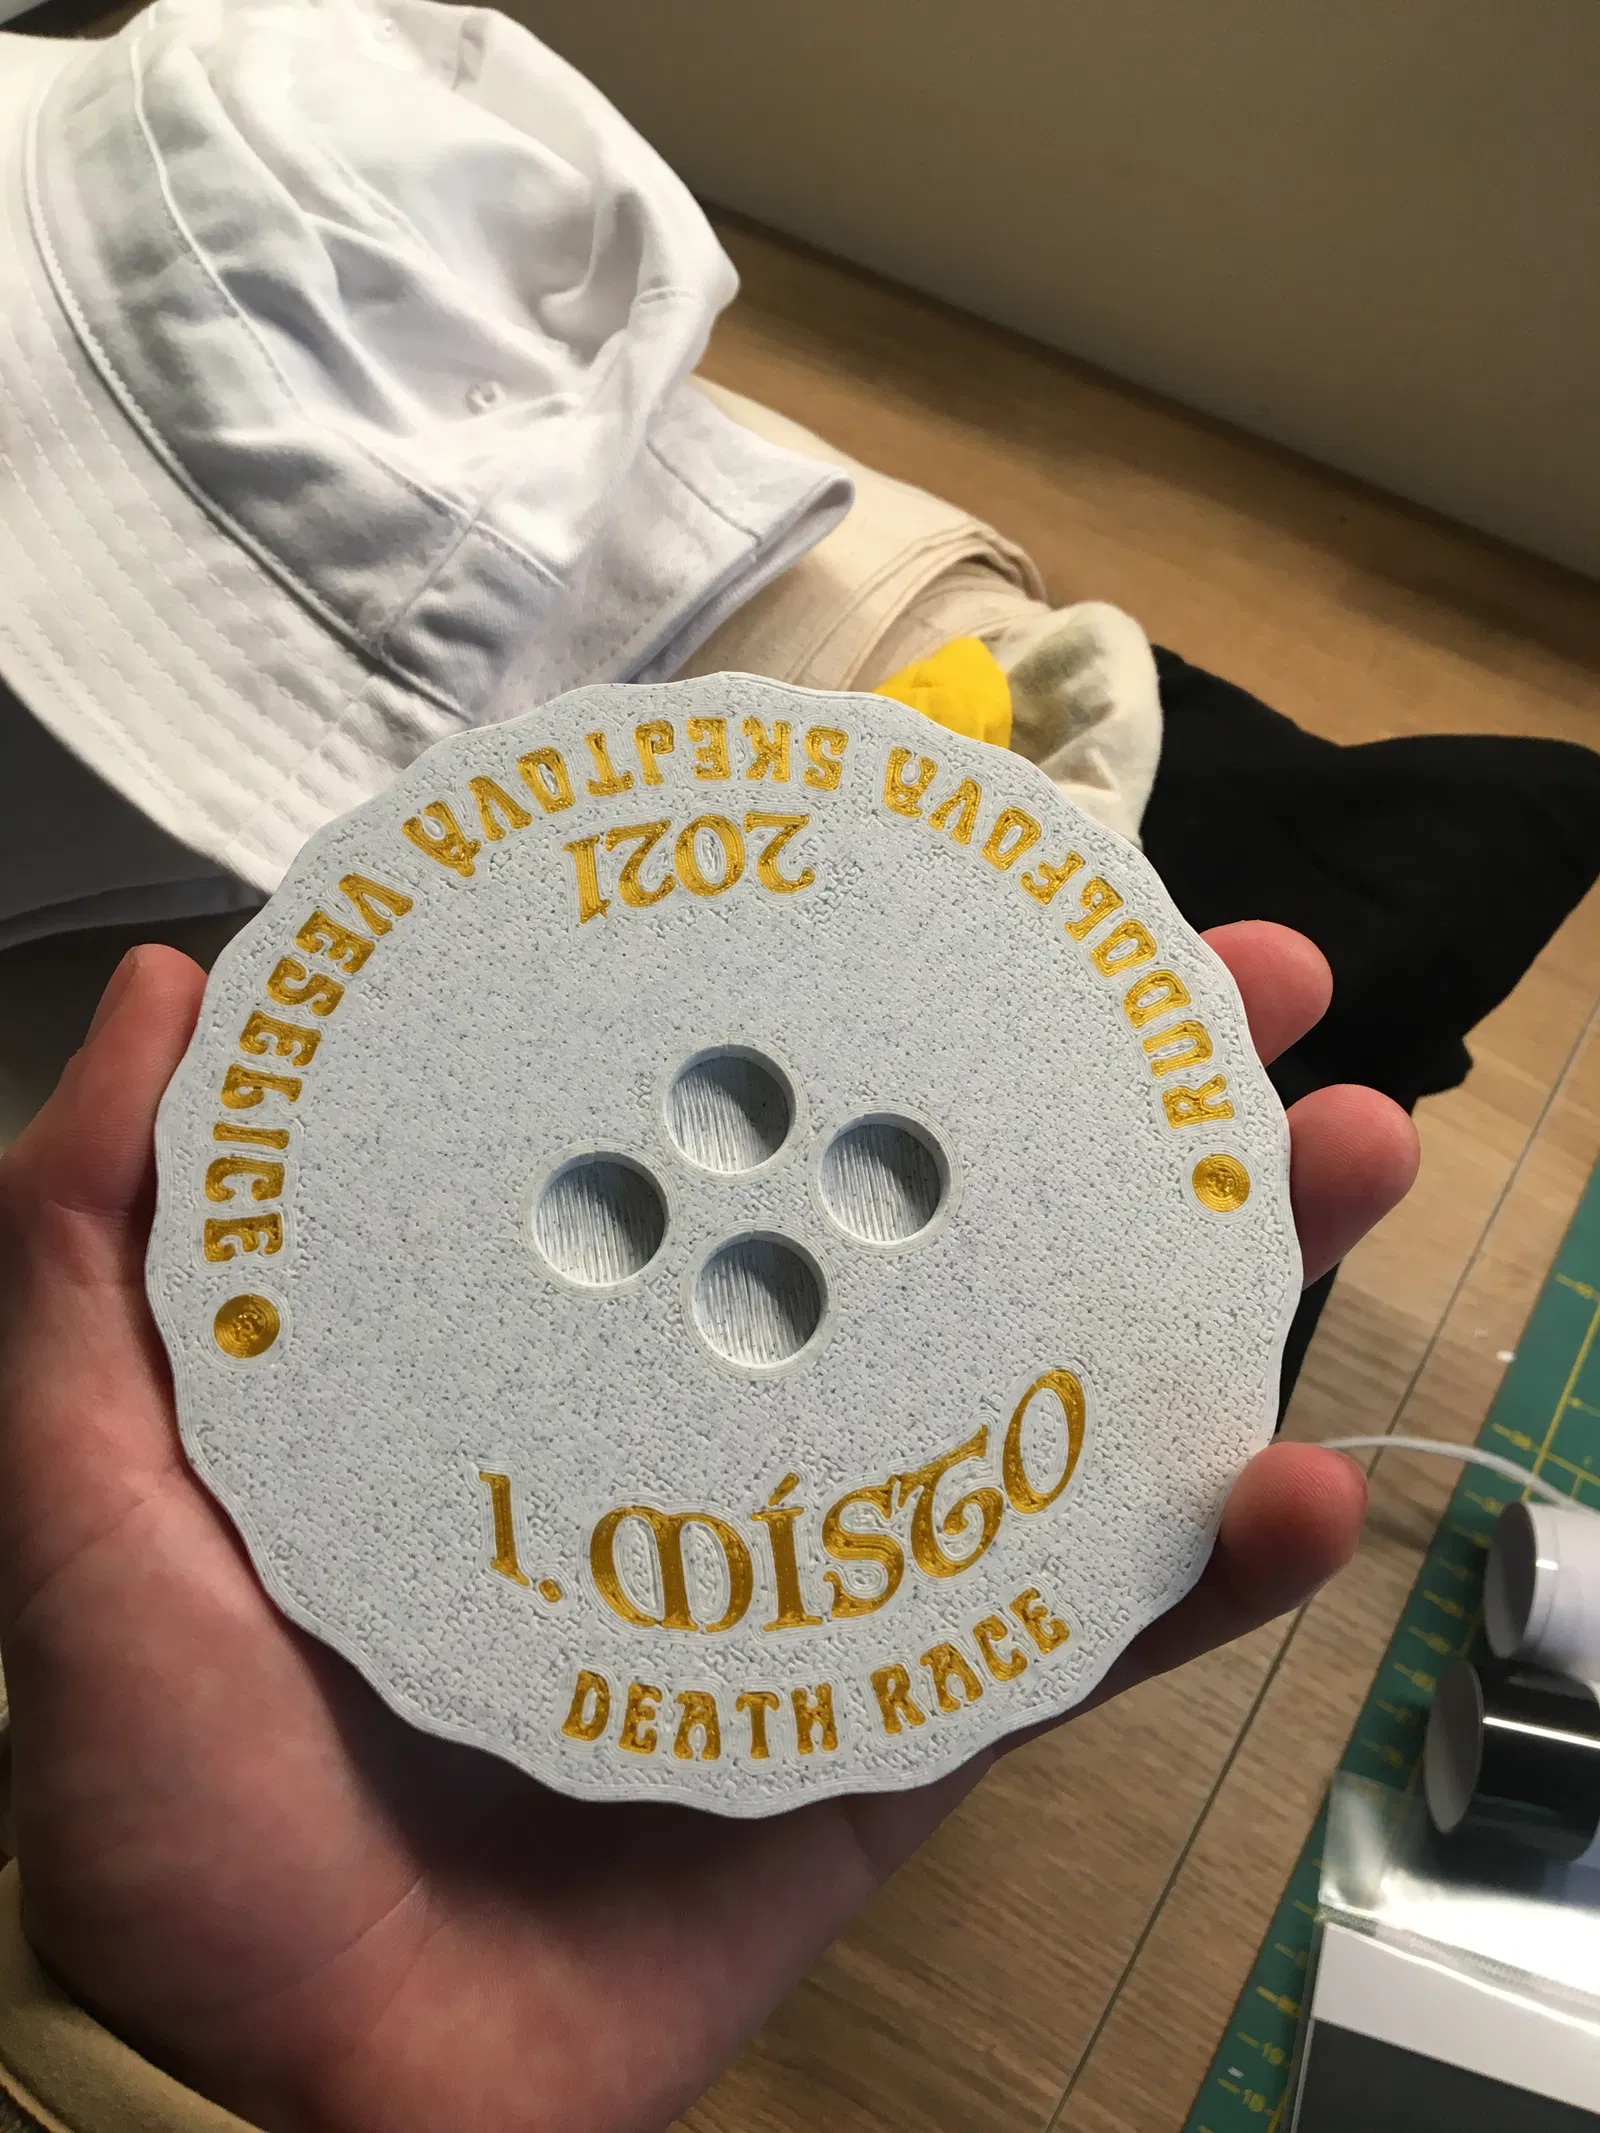 RUDOLFOVA SKEJTOVÁ VESELICE
2021
1. MÍSTO
DEATH RACE